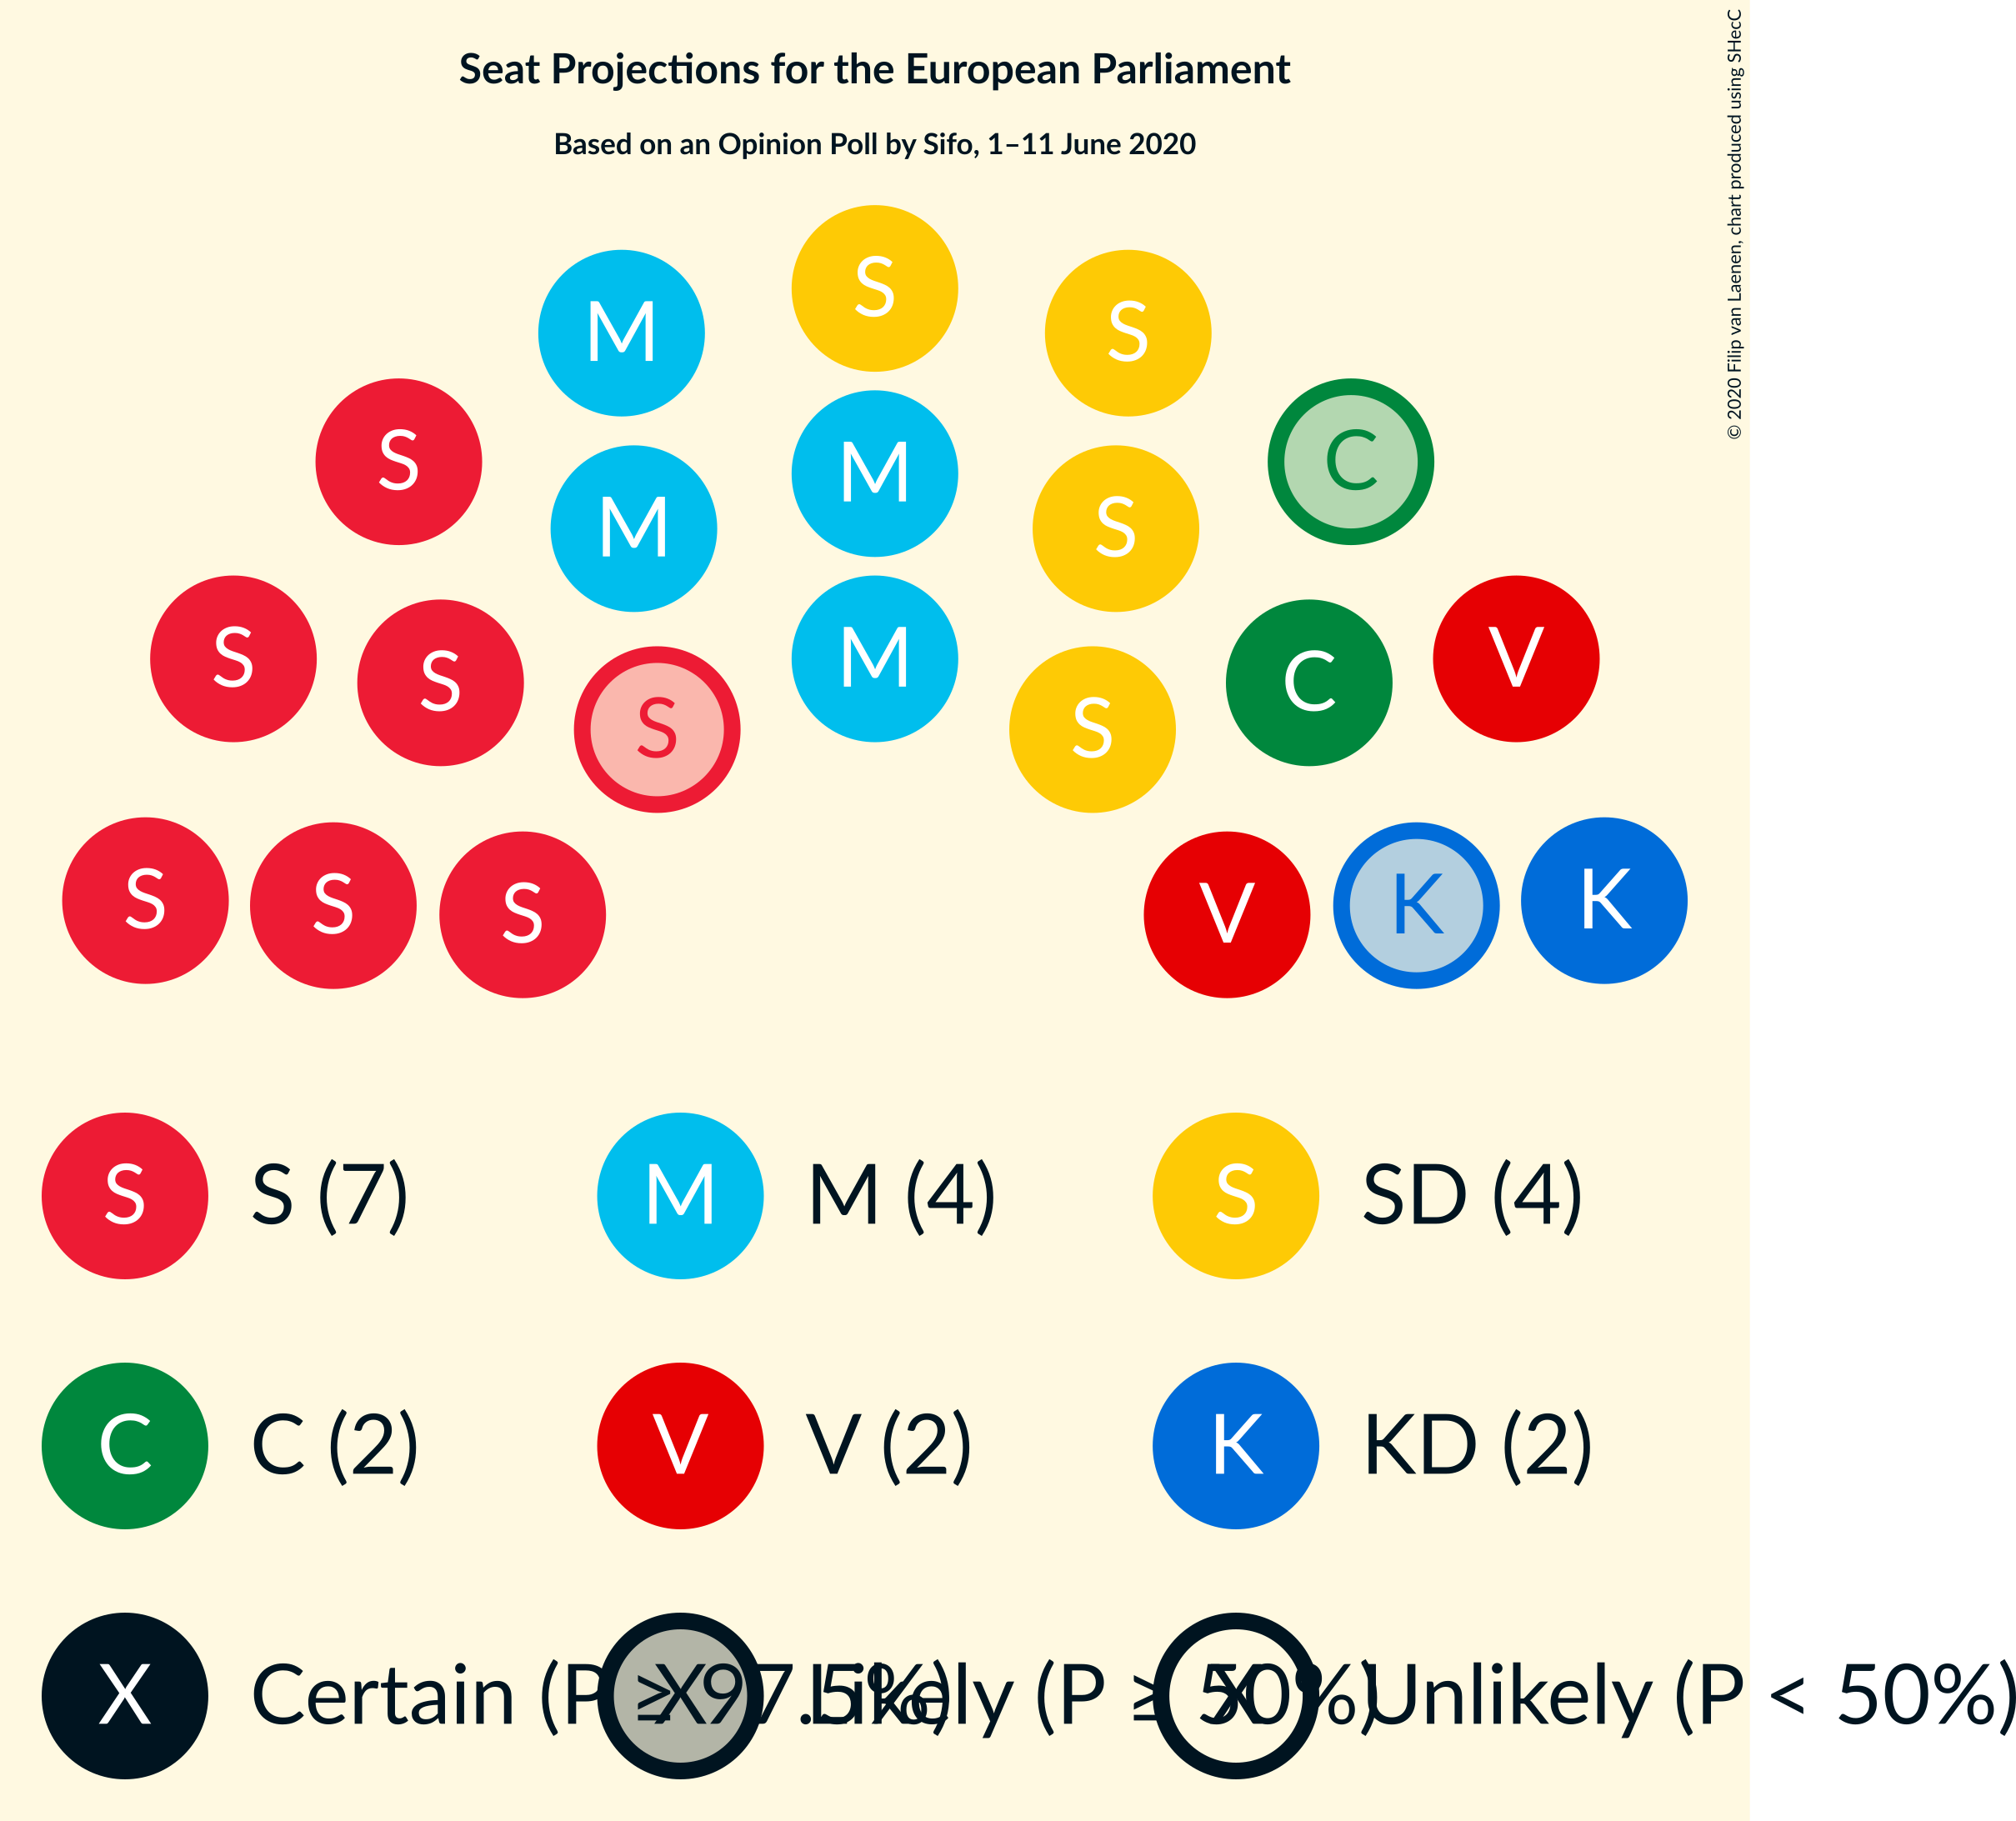 Seat Projections for the European Parliament
Based on an Opinion Poll by Sifo, 1–11 June 2020
© 2020 Filip van Laenen, chart produced using SHecC
S
M S
S M C
M S
M
S V
S C
S S
S S K
S V K
S S (7) M M (4) S SD (4)
C C (2) V V (2) K KD (2)
X Certain (P ≥ 97.5%) X Likely (P ≥ 50%) X Unlikely (P < 50%)